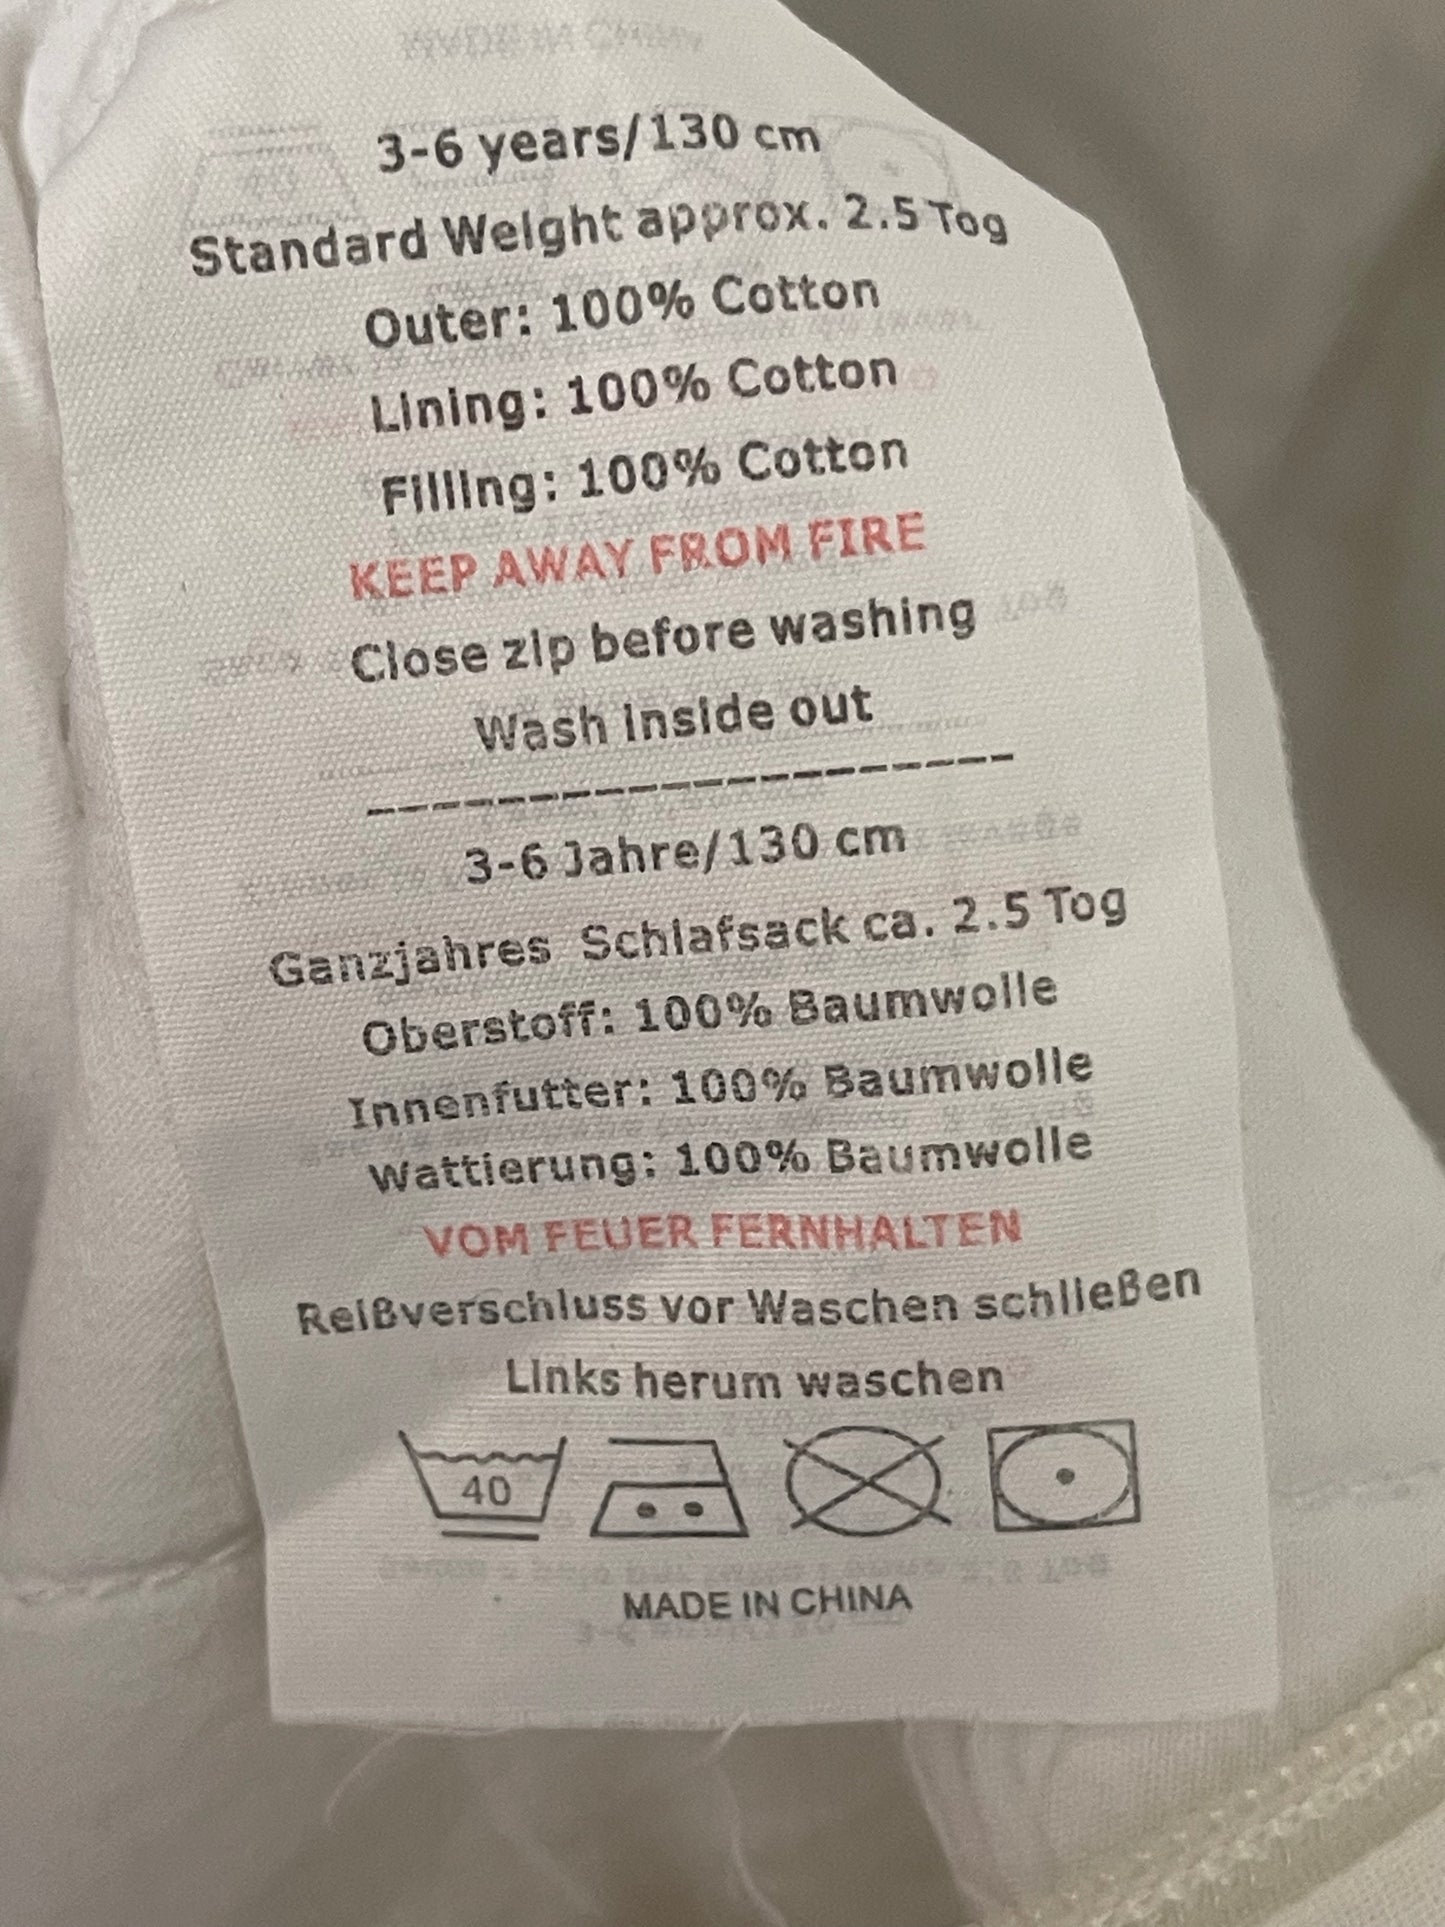 3-6 years/130 cm
Standard Weight approx. 2.5 Tog
Outer: 100% Cotton
Lining: 100% Cotton
Filling: 100% Cotton
KEEP AWAY FROM FIRE
Close zip before washing
Wash inside out
--------------------
3-6 Jahre/130 cm
Ganzjahres Schlafsack ca. 2.5 Tog
Oberstoff: 100% Baumwolle
Innenfutter: 100% Baumwolle
Wattierung: 100% Baumwolle
VOM FEUER FERNHALTEN
Reißverschluss vor Waschen schließen
Links herum waschen
40
MADE IN CHINA